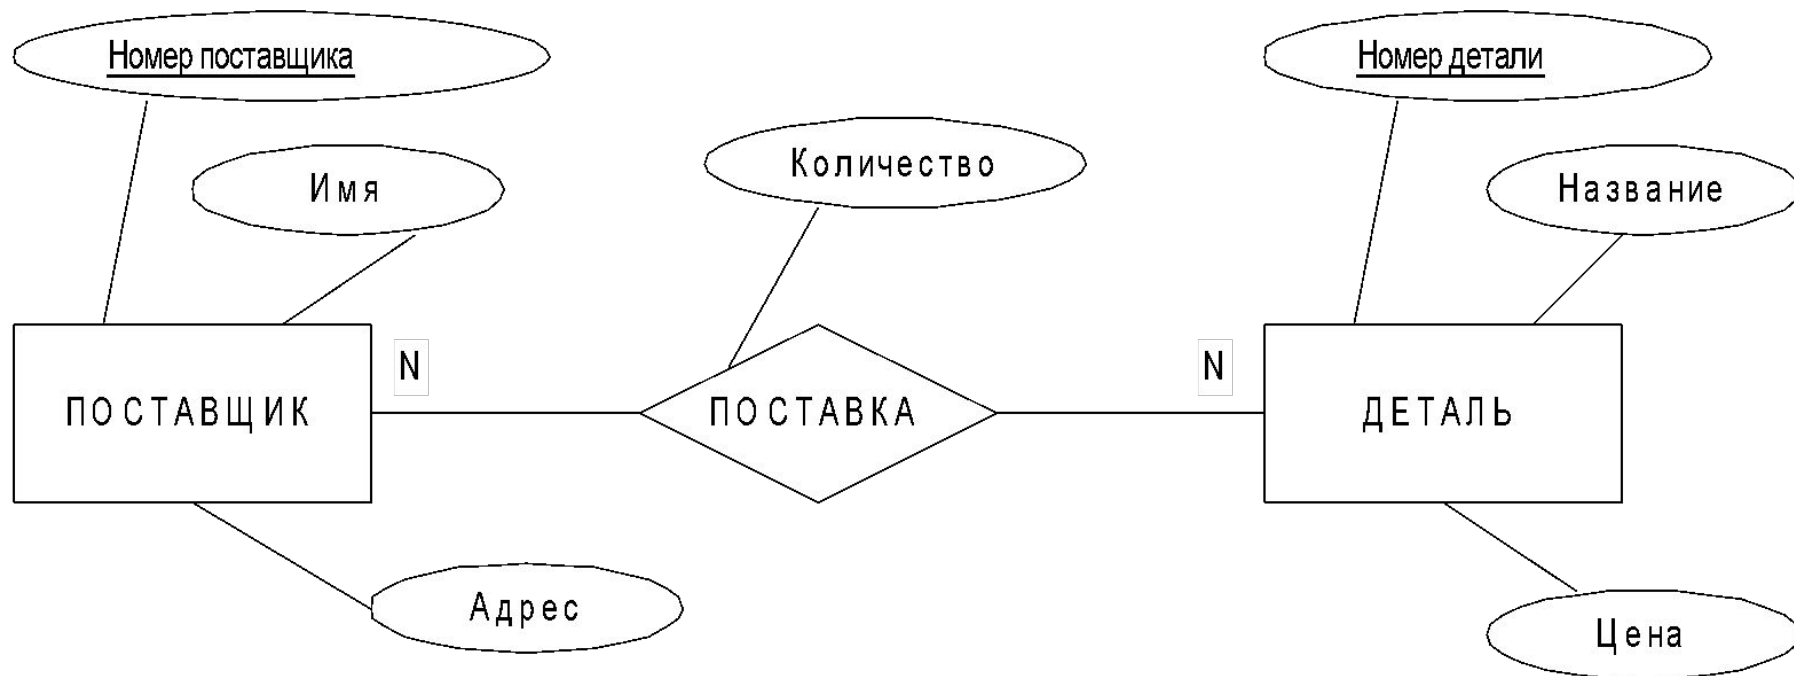 Номер поставщика
Номер детали
Количество
Имя
Название
N
N
ПОСТАВЩИК
ПОСТАВКА
ДЕТАЛЬ
Адрес
Цена